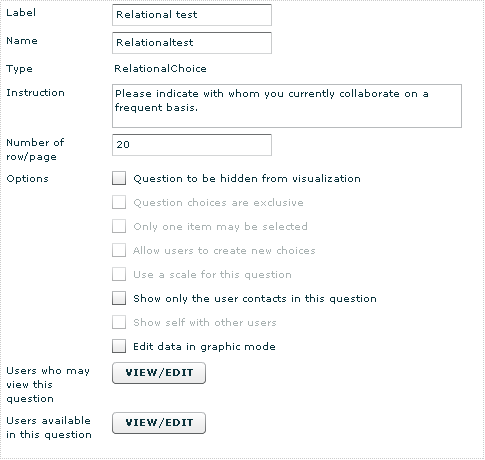 Label Relational test
Name Relationaltest
Type RelationalChoice
Instruction Please indicate with whom you currently collaborate on a
frequent basis.
Number of
row/page 20
Options Question to be hidden from visualization
Question choices are exclusive
Only one item may be selected
Allow users to create new choices
Use a scale for this question
Show only the user contacts in this question
Show self with other users
Edit data in graphic mode
Users who may
view this
question VIEW/EDIT
Users available
in this question VIEW/EDIT